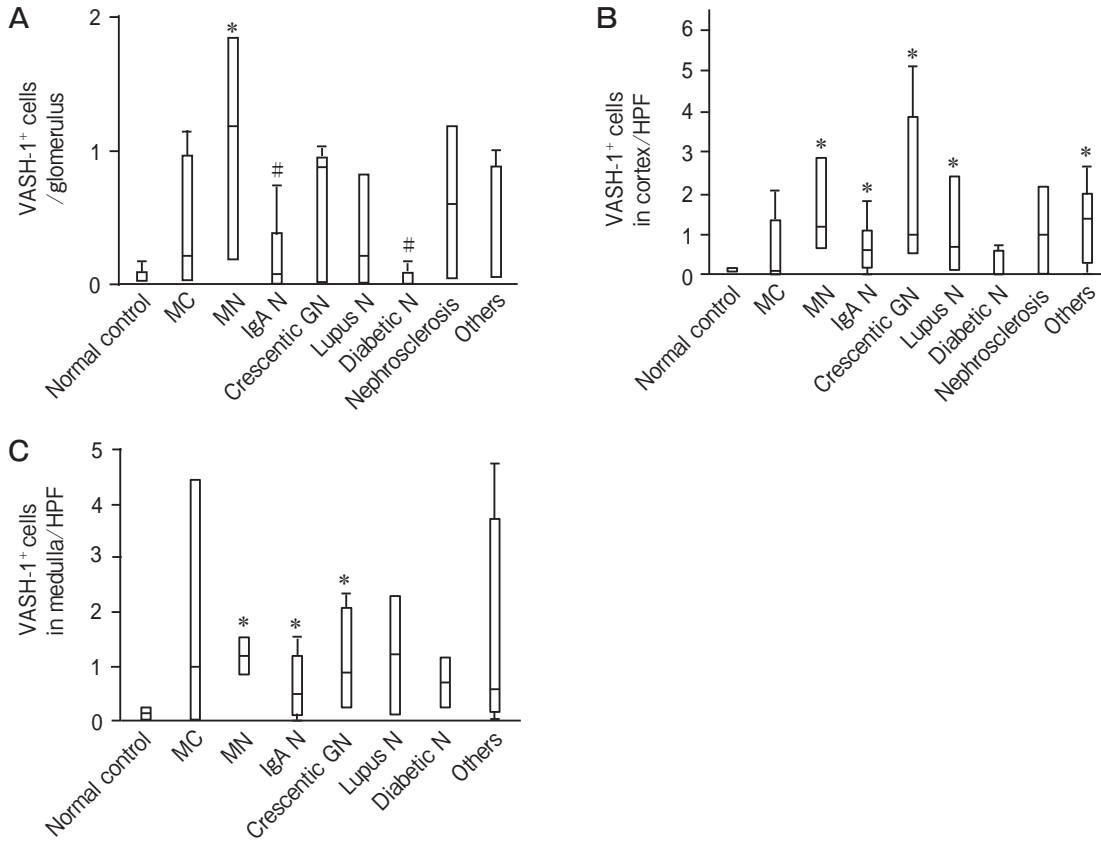 A
VASH-1⁺ cells
/glomerulus
2
1
0
*
#
#
Normal control
MC
MN
IgA N
Crescentic GN
Lupus N
Diabetic N
Nephrosclerosis
Others
B
VASH-1⁺ cells
in cortex/HPF
6
5
4
3
2
1
0
*
*
*
*
*
Normal control
MC
MN
IgA N
Crescentic GN
Lupus N
Diabetic N
Nephrosclerosis
Others
C
VASH-1⁺ cells
in medulla/HPF
5
4
3
2
1
0
*
*
*
Normal control
MC
MN
IgA N
Crescentic GN
Lupus N
Diabetic N
Others